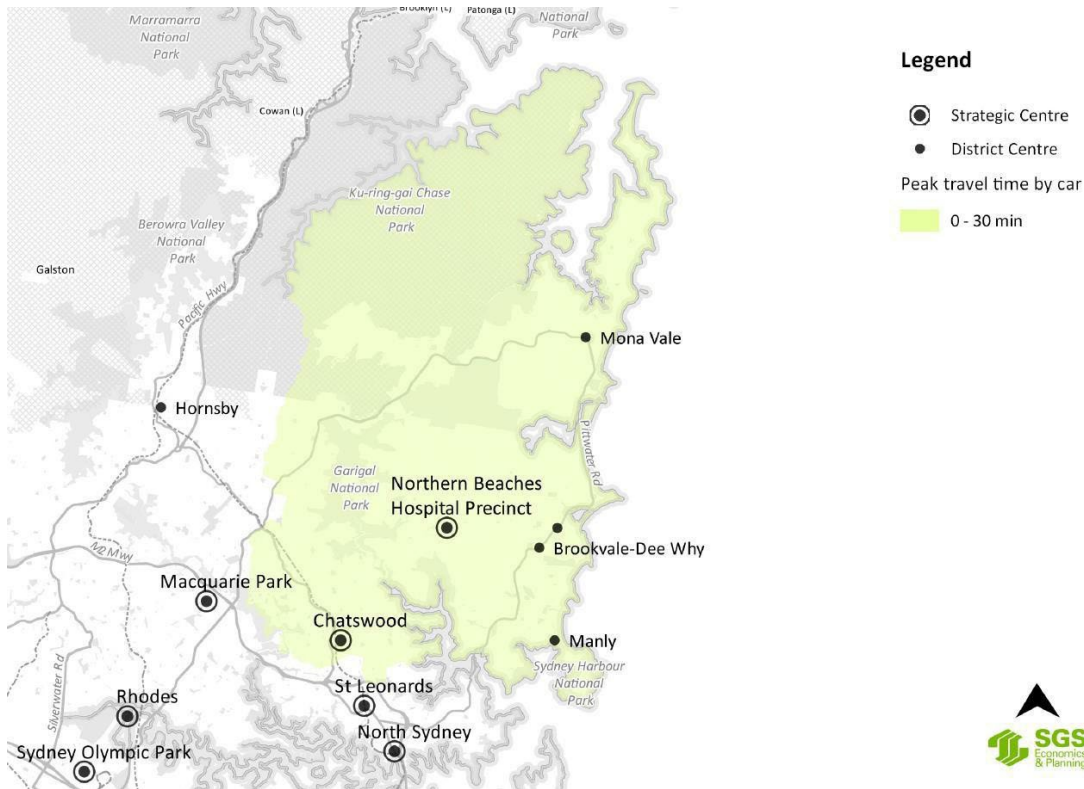 Brooklyn (L)
Patonga (L)
Marramarra
National
Park
National
Park
Cowan (L)
Ku-ring-gai Chase
National
Park
Berowra Valley
National
Park
Galston
Pacific Hwy
Mona Vale
Hornsby
Pittwater Rd
Garigal
National
Park
Northern Beaches
Hospital Precinct
Brookvale-Dee Why
M2 Mwy
Macquarie Park
Chatswood
Manly
Sydney Harbour
National
Park
St Leonards
Silverwater Rd
Rhodes
North Sydney
Sydney Olympic Park
Legend
Strategic Centre
District Centre
Peak travel time by car
0 - 30 min
SGS
Economics
& Planning